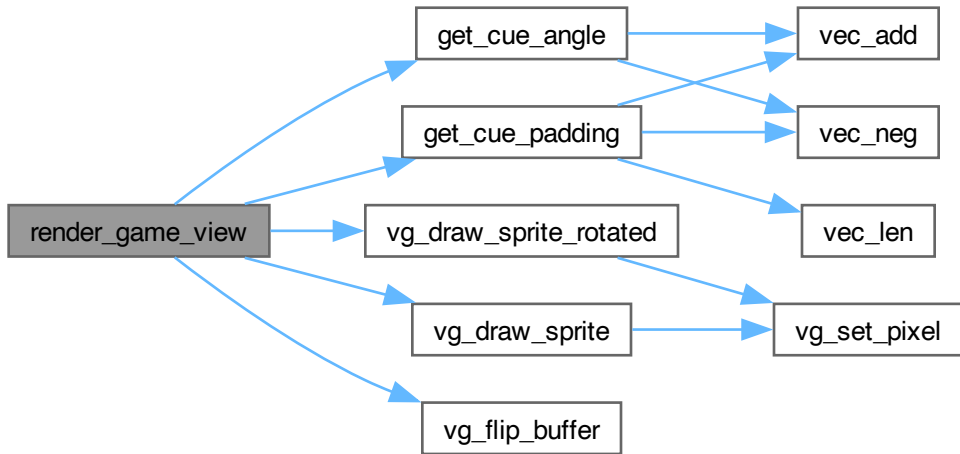 render_game_view
get_cue_angle
get_cue_padding
vg_draw_sprite_rotated
vg_draw_sprite
vg_flip_buffer
vec_add
vec_neg
vec_len
vg_set_pixel